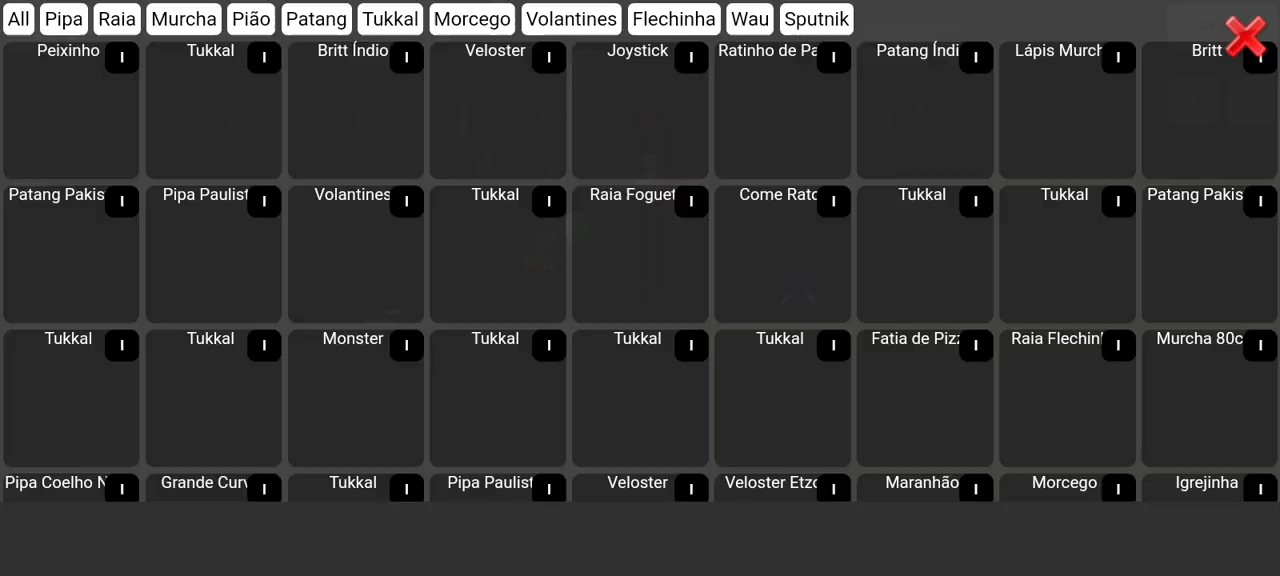 All Pipa Raia Murcha Pião Patang Tukkal Morcego Volantines Flechinha Wau Sputnik
Peixinho I Tukkal I Britt Índio I Veloster I Joystick I Ratinho de Pa I Patang Índi I Lápis Murch I Britt I
Patang Pakis I Pipa Paulist I Volantines I Tukkal I Raia Foguet I Come Rato I Tukkal I Tukkal I Patang Pakis I
Tukkal I Tukkal I Monster I Tukkal I Tukkal I Tukkal I Fatia de Pizz I Raia Flechinh I Murcha 80c I
Pipa Coelho N I Grande Curv I Tukkal I Pipa Paulist I Veloster I Veloster Etzo I Maranhão I Morcego I Igrejinha I